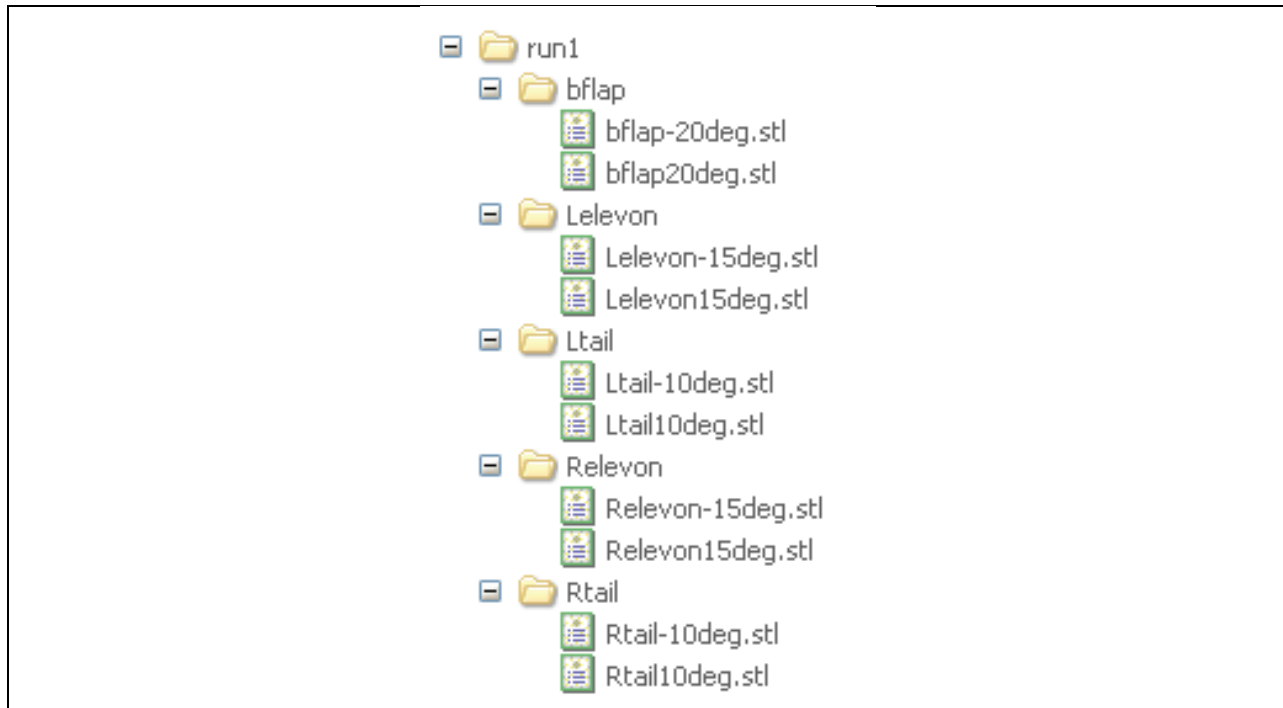 run1
bflap
bflap-20deg.stl
bflap20deg.stl
Lelevon
Lelevon-15deg.stl
Lelevon15deg.stl
Ltail
Ltail-10deg.stl
Ltail10deg.stl
Relevon
Relevon-15deg.stl
Relevon15deg.stl
Rtail
Rtail-10deg.stl
Rtail10deg.stl